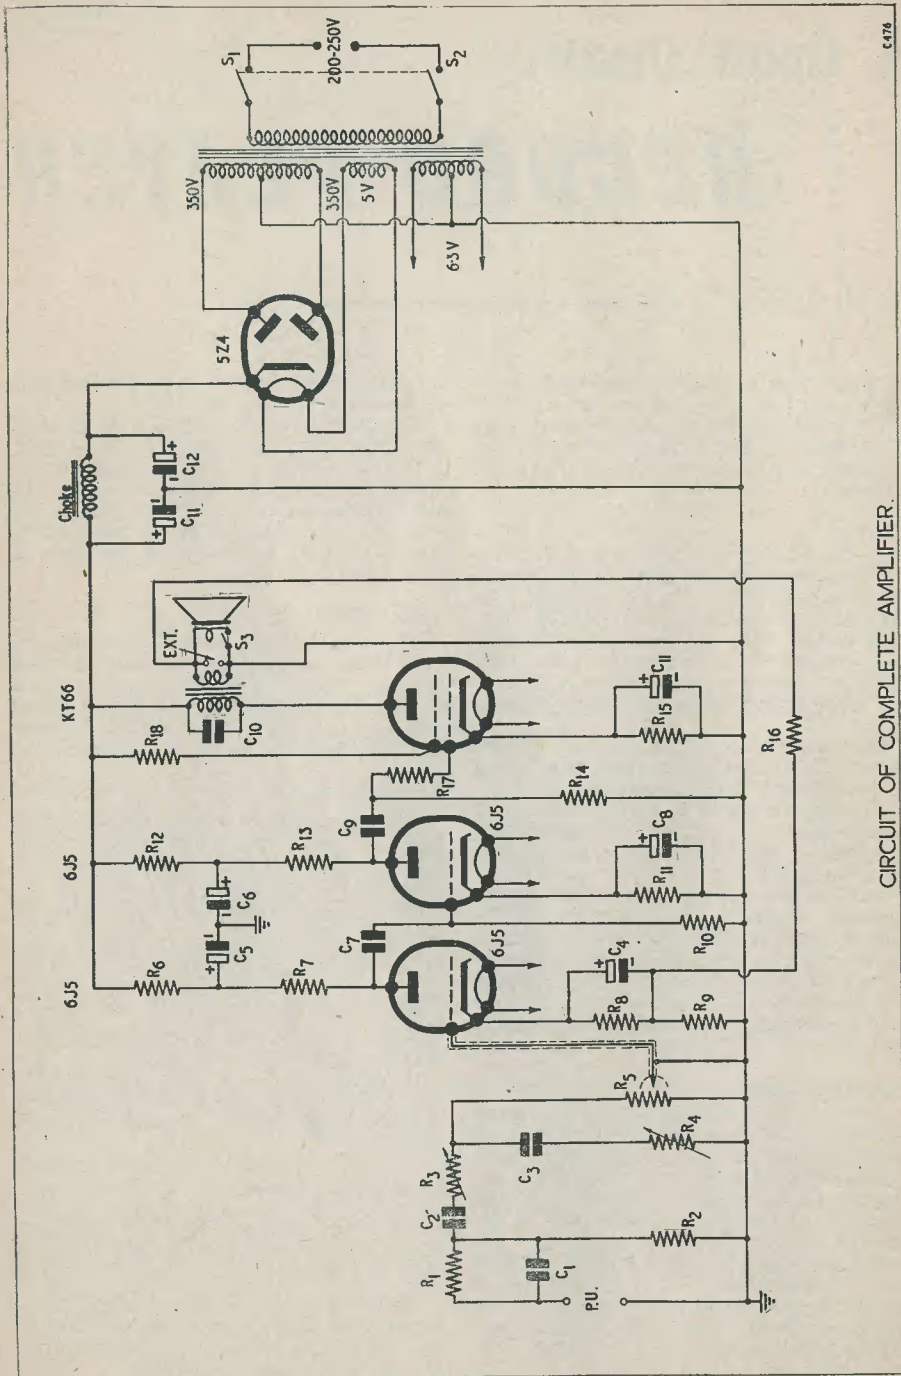 S1
200-250V
S2
350V
350V
5V
6·3V
5Z4
Choke
C12
+
-
C11
+
-
KT66
EXT.
S3
C10
R18
R17
C11
+
-
R15
R16
R14
6J5
R12
R13
C9
6J5
C8
+
-
R11
C6
+
-
C5
+
-
C7
R10
6J5
R6
R7
6J5
C4
+
-
R8
R9
R5
R4
R3
C3
C2
R1
C1
R2
P.U.
CIRCUIT OF COMPLETE AMPLIFIER.
C476